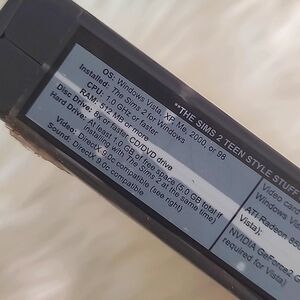 **THE SIMS 2 TEEN STYLE STUFF
OS: Windows Vista, XP, Me, 2000, or 98
Installed: The Sims 2 for Windows
CPU: 1.0 GHz or faster
RAM: 512 MB or more
Disc Drive: 8x or faster CD/DVD drive
Hard Drive: At least 1.0 GB of free space (5.0 GB total if
installing with The Sims 2 at the same time)
Video: DirectX 9.0c compatible (see right)
Sound: DirectX 9.0c compatible
Video car
Windows Vis
ATI Radeon
Vista):
NVIDIA GeForce2
required for Vista)